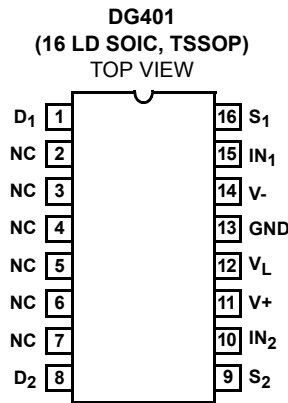 DG401
(16 LD SOIC, TSSOP)
TOP VIEW
D1 1 16 S1
NC 2 15 IN1
NC 3 14 V-
NC 4 13 GND
NC 5 12 VL
NC 6 11 V+
NC 7 10 IN2
D2 8 9 S2